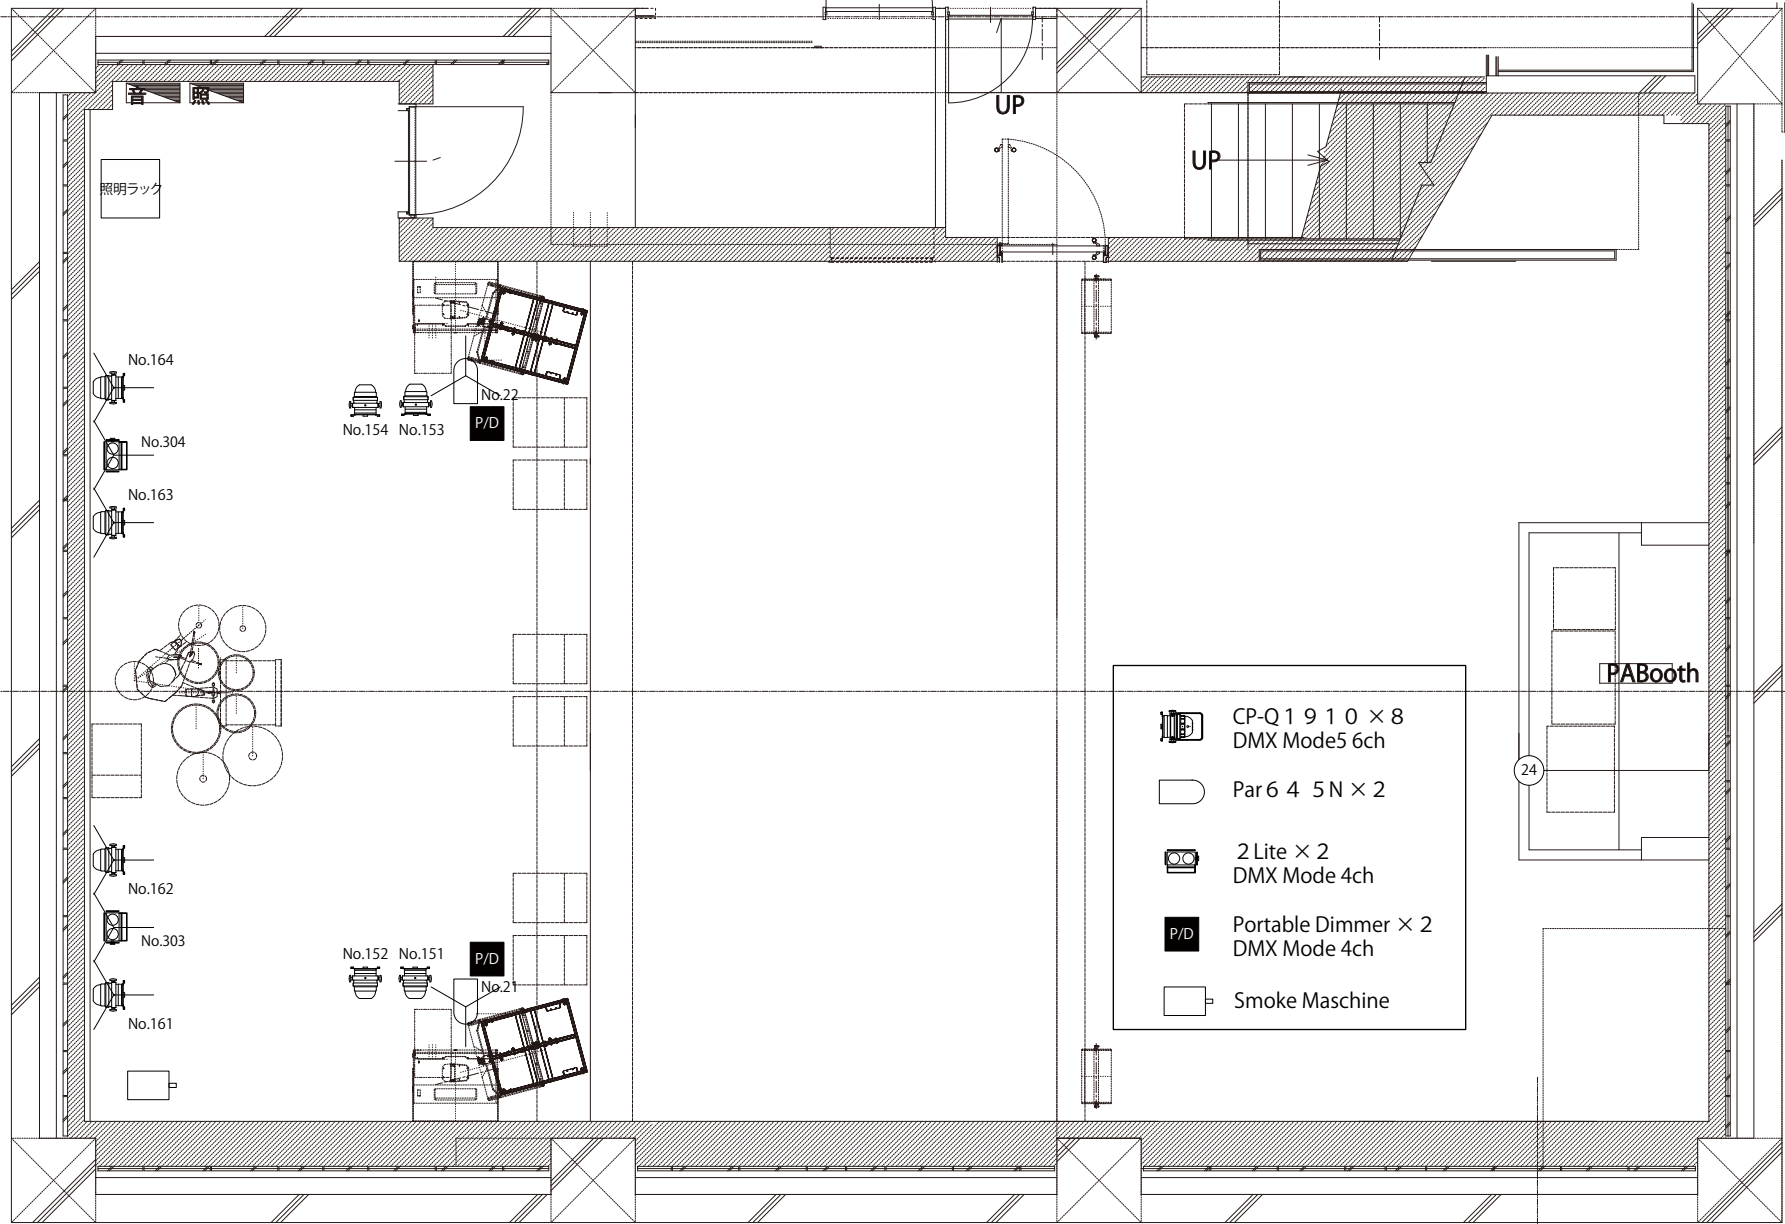 音 照
UP
UP
照明ラック
No.164
No.22
No.154 No.153
P/D
No.304
No.163
PABooth
CP-Q１９１０×８
DMX Mode5 6ch
24
Par６４ ５N×２
２Lite×２
DMX Mode 4ch
No.162
P/D
Portable Dimmer×２
DMX Mode 4ch
No.303
No.152 No.151
P/D
No.21
Smoke Maschine
No.161